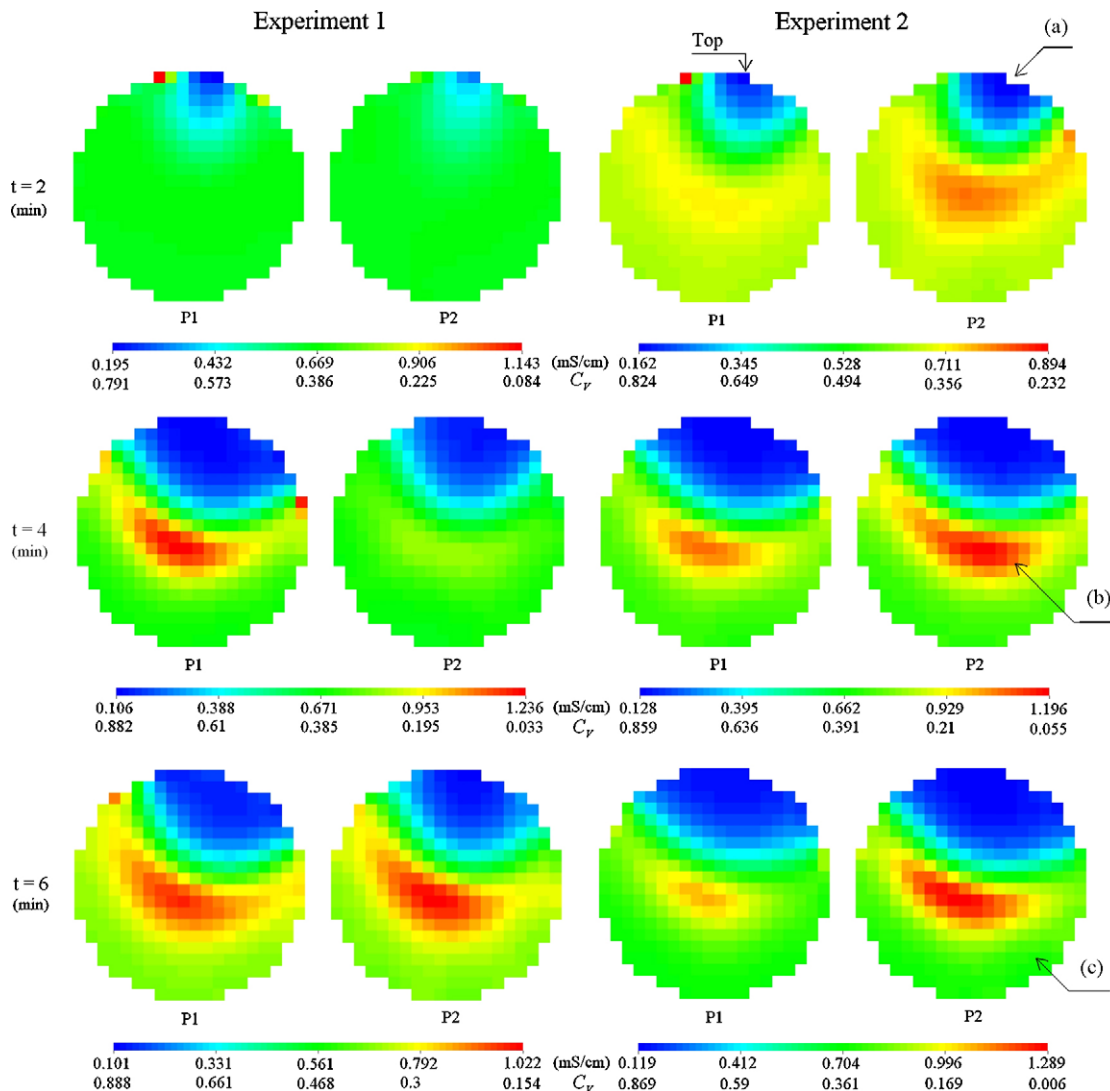 Experiment 1
Experiment 2
Top
(a)
t = 2
(min)
P1
P2
P1
P2
0.195 0.432 0.669 0.906 1.143 (mS/cm) 0.162 0.345 0.528 0.711 0.894
0.791 0.573 0.386 0.225 0.084 Cv 0.824 0.649 0.494 0.356 0.232
t = 4
(min)
(b)
P1
P2
P1
P2
0.106 0.388 0.671 0.953 1.236 (mS/cm) 0.128 0.395 0.662 0.929 1.196
0.882 0.61 0.385 0.195 0.033 Cv 0.859 0.636 0.391 0.21 0.055
t = 6
(min)
(c)
P1
P2
P1
P2
0.101 0.331 0.561 0.792 1.022 (mS/cm) 0.119 0.412 0.704 0.996 1.289
0.888 0.661 0.468 0.3 0.154 Cv 0.869 0.59 0.361 0.169 0.006